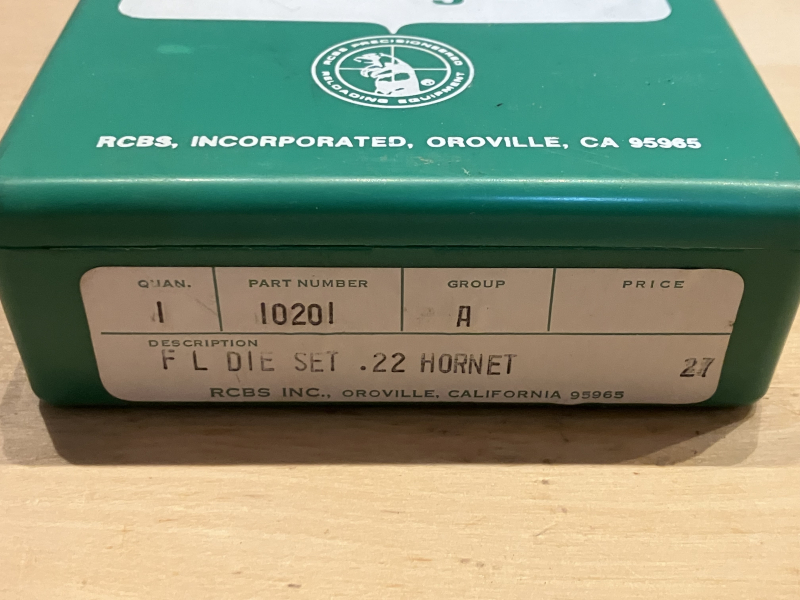 RCBS PRECISIONEERED
RELOADING EQUIPMENT
®
RCBS, INCORPORATED, OROVILLE, CA 95965
QUAN. PART NUMBER GROUP PRICE
1 10201 A
DESCRIPTION
F L DIE SET .22 HORNET 27
RCBS INC., OROVILLE, CALIFORNIA 95965